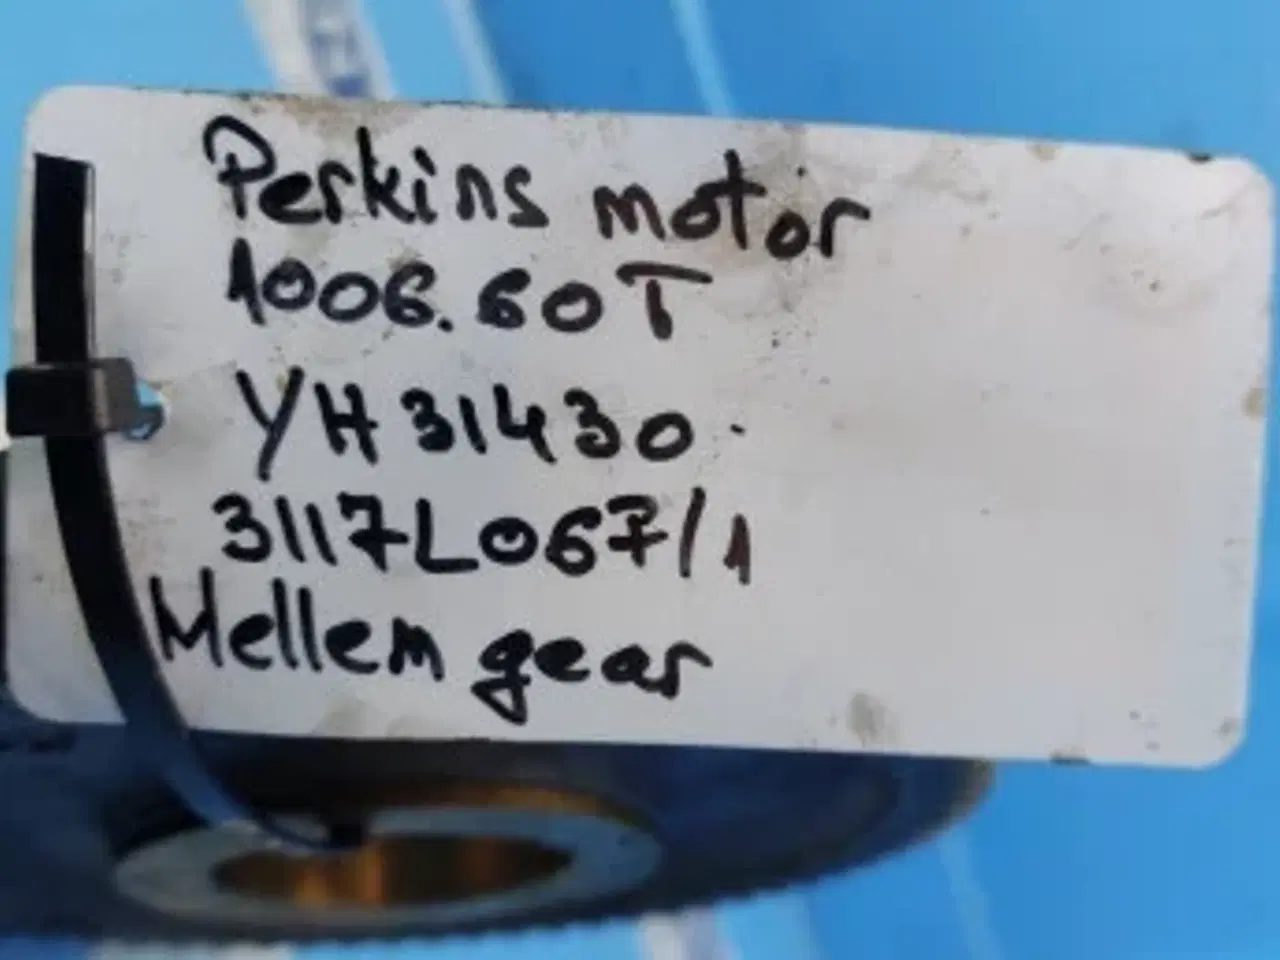 Perkins motor
1006.60T
YH31430.
3117L067/1
Mellem gear